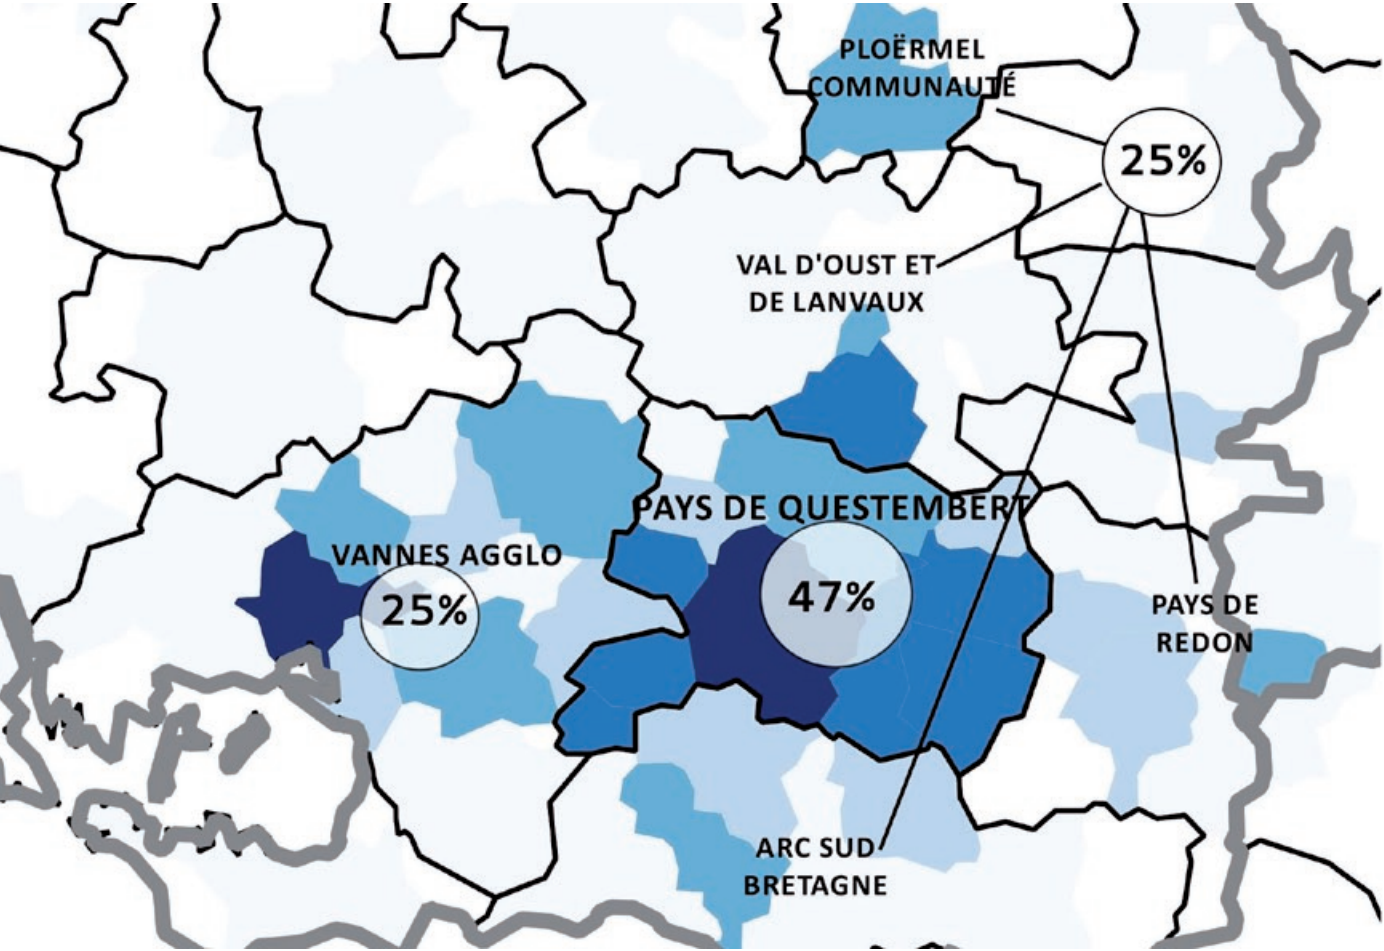 PLOËRMEL
COMMUNAUTÉ
25%
VAL D'OUST ET
DE LANVAUX
PAYS DE QUESTEMBERT
VANNES AGGLO
25%
47%
PAYS DE
REDON
ARC SUD
BRETAGNE